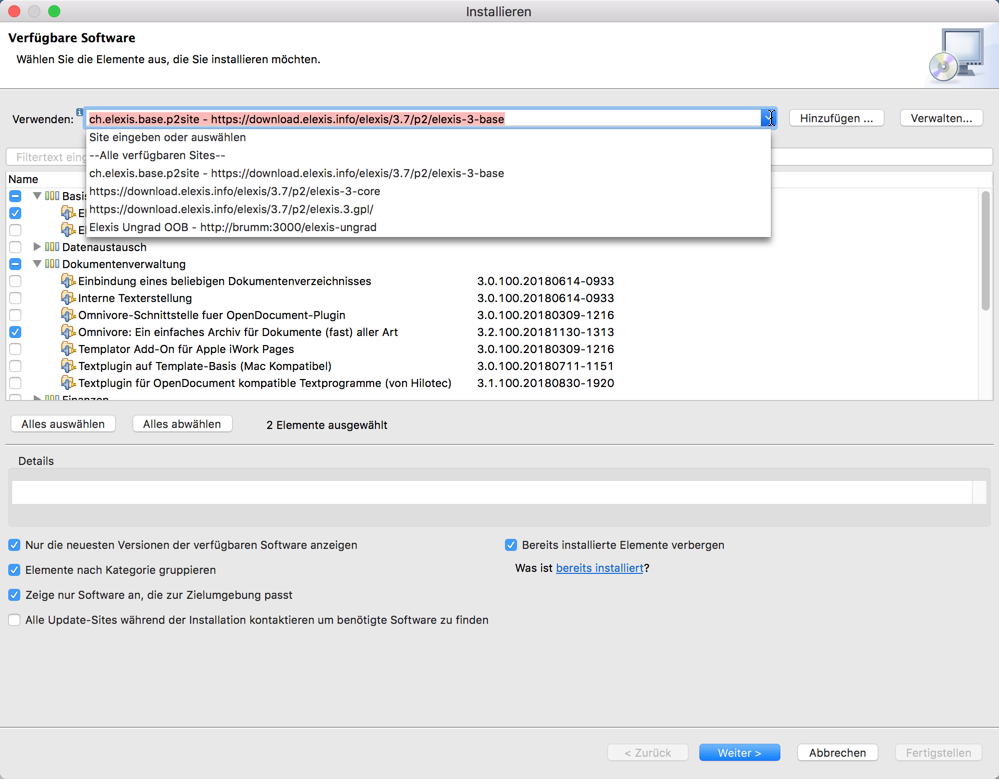 Installieren
Verfügbare Software
Wählen Sie die Elemente aus, die Sie installieren möchten.
Verwenden: ch.elexis.base.p2site - https://download.elexis.info/elexis/3.7/p2/elexis-3-base Hinzufügen ... Verwalten...
Site eingeben oder auswählen
--Alle verfügbaren Sites--
ch.elexis.base.p2site - https://download.elexis.info/elexis/3.7/p2/elexis-3-base
https://download.elexis.info/elexis/3.7/p2/elexis-3-core
https://download.elexis.info/elexis/3.7/p2/elexis.3.gpl/
Elexis Ungrad OOB - http://brumm:3000/elexis-ungrad
Filtertext
Name
Datenaustausch
Dokumentenverwaltung
Einbindung eines beliebigen Dokumentenverzeichnisses 3.0.100.20180614-0933
Interne Texterstellung 3.0.100.20180614-0933
Omnivore-Schnittstelle fuer OpenDocument-Plugin 3.0.100.20180309-1216
Omnivore: Ein einfaches Archiv für Dokumente (fast) aller Art 3.2.100.20181130-1313
Templator Add-On für Apple iWork Pages 3.0.100.20180309-1216
Textplugin auf Template-Basis (Mac Kompatibel) 3.0.100.20180711-1151
Textplugin für OpenDocument kompatible Textprogramme (von Hilotec) 3.1.100.20180830-1920
Finanzen
Alles auswählen Alles abwählen 2 Elemente ausgewählt
Details
Nur die neuesten Versionen der verfügbaren Software anzeigen Bereits installierte Elemente verbergen
Elemente nach Kategorie gruppieren Was ist bereits installiert?
Zeige nur Software an, die zur Zielumgebung passt
Alle Update-Sites während der Installation kontaktieren um benötigte Software zu finden
< Zurück Weiter > Abbrechen Fertigstellen